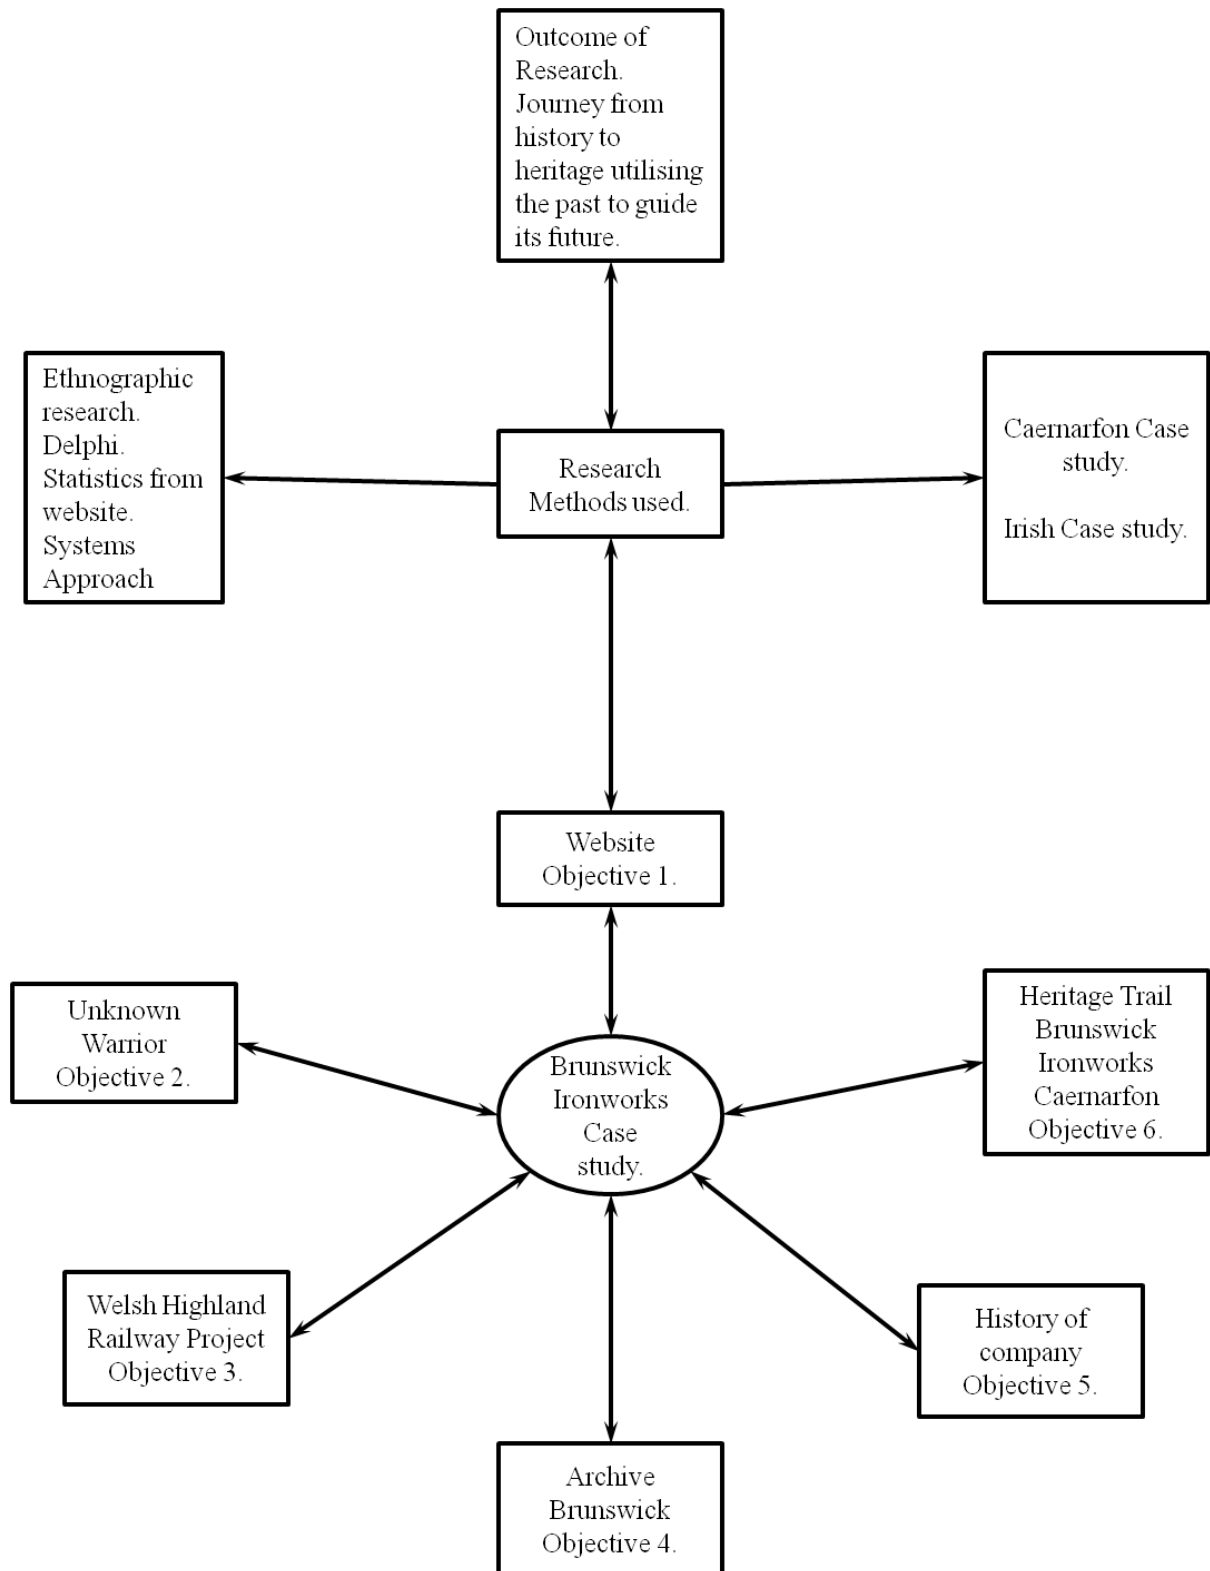 Outcome of
Research.
Journey from
history to
heritage utilising
the past to guide
its future.
Ethnographic
research.
Delphi.
Statistics from
website.
Systems
Approach
Research
Methods used.
Caernarfon Case
study.
Irish Case study.
Website
Objective 1.
Unknown
Warrior
Objective 2.
Brunswick
Ironworks
Case
study.
Heritage Trail
Brunswick
Ironworks
Caernarfon
Objective 6.
Welsh Highland
Railway Project
Objective 3.
History of
company
Objective 5.
Archive
Brunswick
Objective 4.